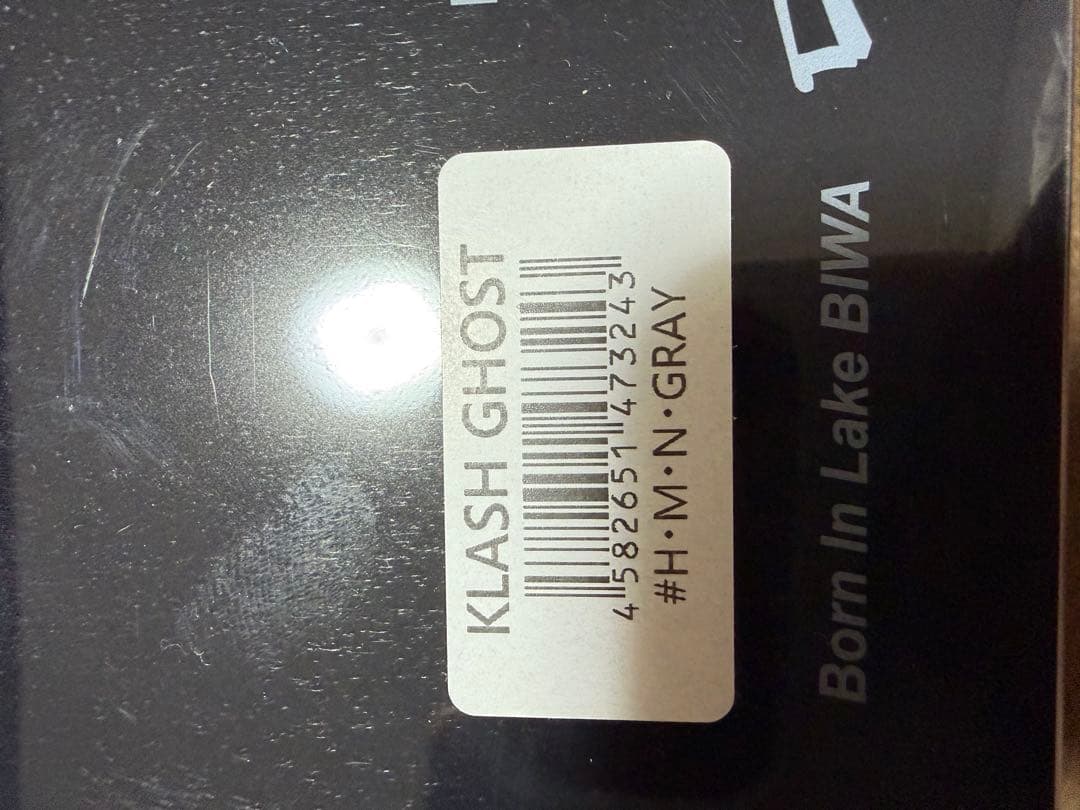 KLASH GHOST
4 582651 473243
#H・M・N・GRAY
Born In Lake BIWA